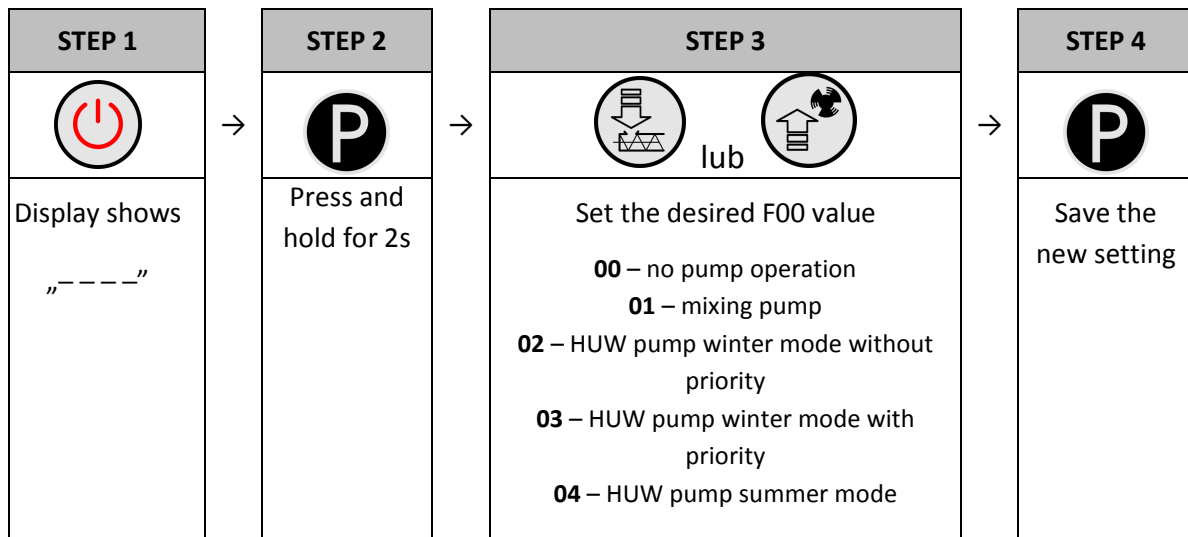 STEP 1
Display shows
„– – – –”
→
STEP 2
P
Press and
hold for 2s
→
STEP 3
lub
Set the desired F00 value
00 – no pump operation
01 – mixing pump
02 – HUW pump winter mode without
priority
03 – HUW pump winter mode with
priority
04 – HUW pump summer mode
→
STEP 4
P
Save the
new setting